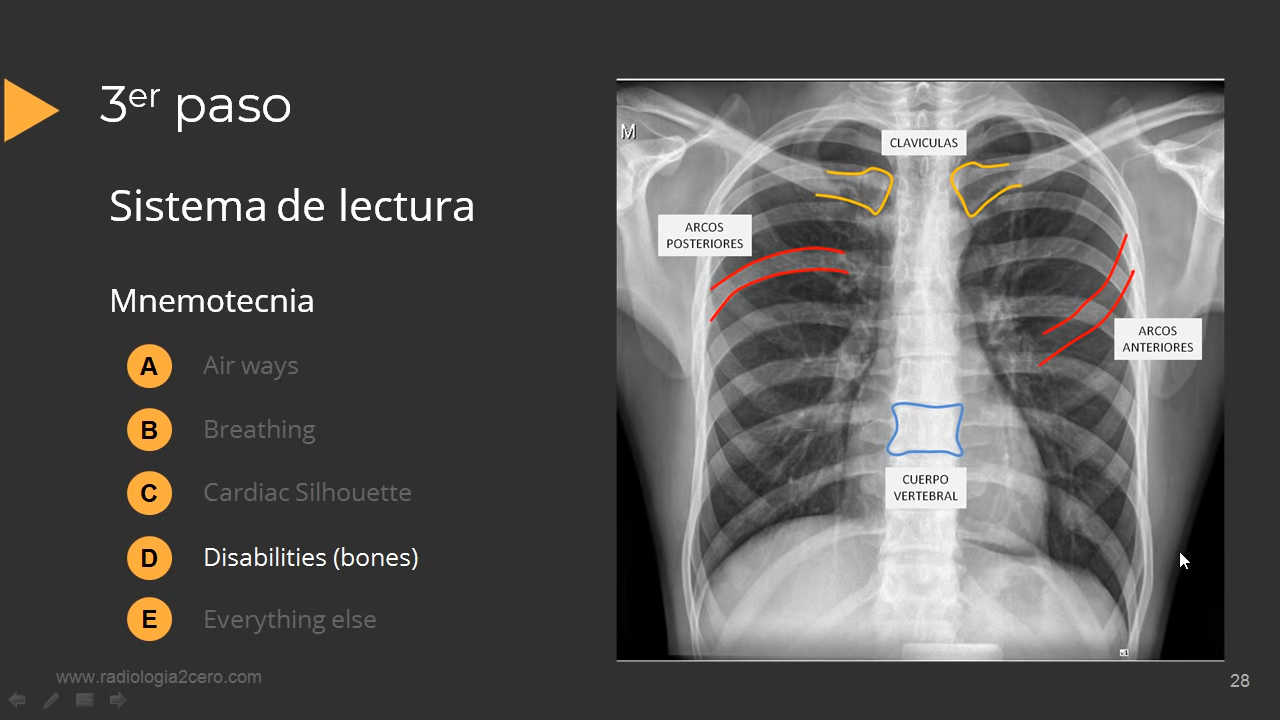 3er paso
Sistema de lectura
Mnemotecnia
A Air ways
B Breathing
C Cardiac Silhouette
D Disabilities (bones)
E Everything else
www.radiologia2cero.com
M
CLAVICULAS
ARCOS
POSTERIORES
ARCOS
ANTERIORES
CUERPO
VERTEBRAL
28